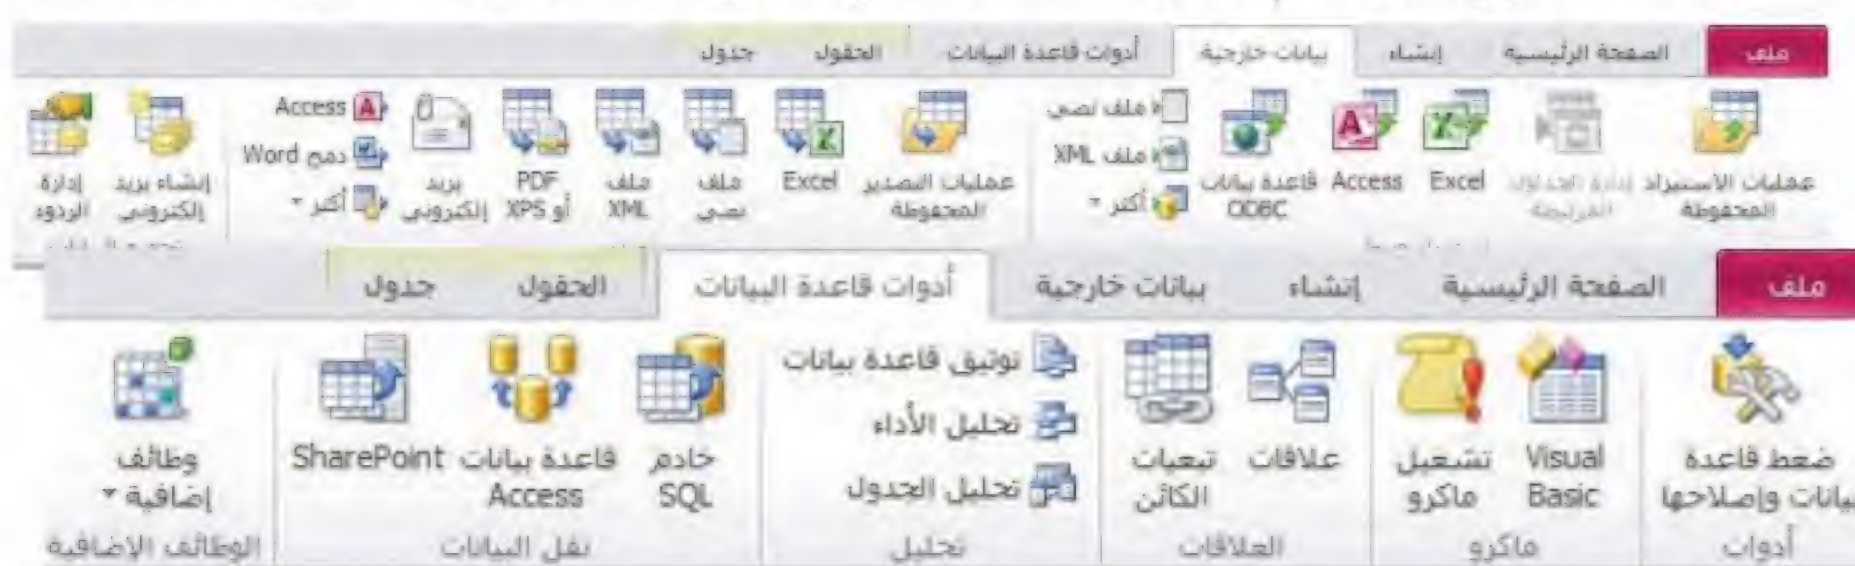 ملف الصفحة الرئيسية إنشاء بيانات خارجية أدوات قاعدة البيانات الحقول جدول
عمليات الاستيراد المحفوظة
إدارة الجداول المرتبطة
Excel
Access
قاعدة بيانات ODBC
ملف نصي
ملف XML
أكثر
عمليات التصدير المحفوظة
Excel
ملف نصي
ملف XML
PDF أو XPS
بريد إلكتروني
Access
دمج Word
أكثر
إنشاء بريد إلكتروني
إدارة الردود
ملف الصفحة الرئيسية إنشاء بيانات خارجية أدوات قاعدة البيانات الحقول جدول
ضغط قاعدة
بيانات وإصلاحها
Visual Basic
تشغيل ماكرو
علاقات
تبعيات الكائن
توثيق قاعدة بيانات
تحليل الأداء
تحليل الجدول
خادم SQL
قاعدة بيانات Access
SharePoint
وظائف إضافية
أدوات ماكرو العلاقات تحليل نقل البيانات الوظائف الإضافية